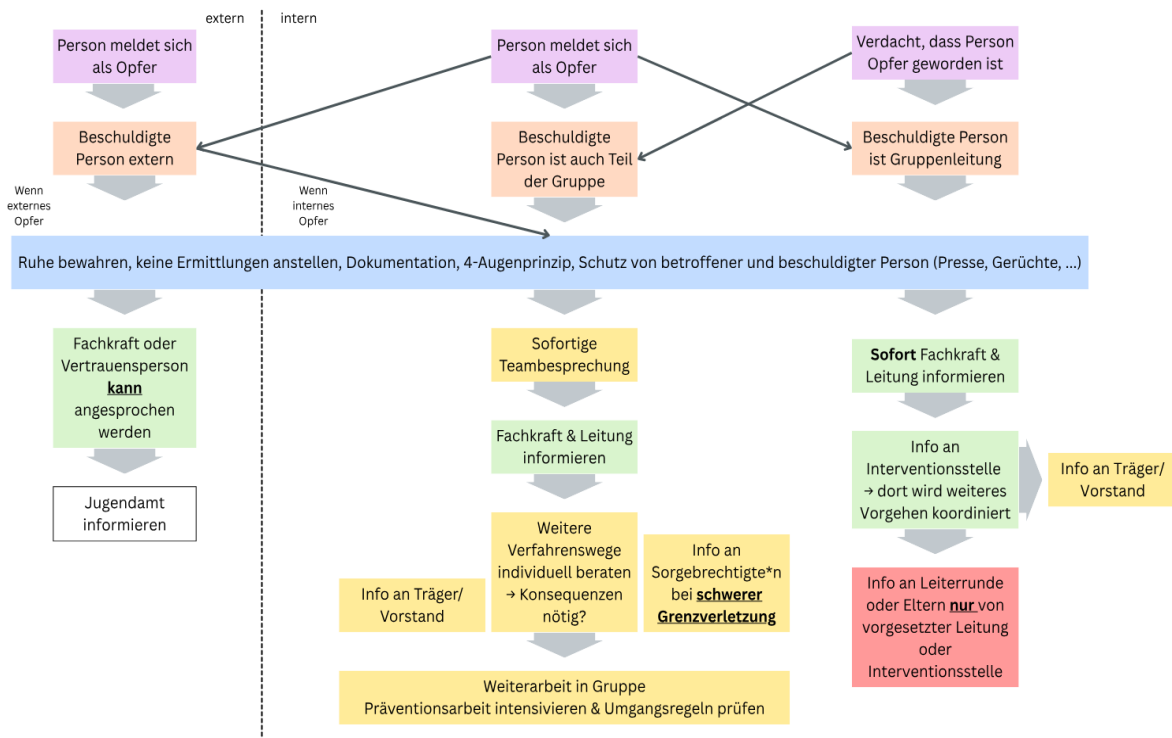 extern
intern
Person meldet sich
als Opfer
Person meldet sich
als Opfer
Verdacht, dass Person
Opfer geworden ist
Beschuldigte
Person extern
Beschuldigte
Person ist auch Teil
der Gruppe
Beschuldigte Person
ist Gruppenleitung
Wenn
externes
Opfer
Wenn
internes
Opfer
Ruhe bewahren, keine Ermittlungen anstellen, Dokumentation, 4-Augenprinzip, Schutz von betroffener und beschuldigter Person (Presse, Gerüchte, ...)
Fachkraft oder
Vertrauensperson
kann
angesprochen
werden
Jugendamt
informieren
Sofortige
Teambesprechung
Fachkraft & Leitung
informieren
Weitere
Verfahrenswege
individuell beraten
→ Konsequenzen
nötig?
Info an Träger/
Vorstand
Info an
Sorgebrechtigte*n
bei schwerer
Grenzverletzung
Weiterarbeit in Gruppe
Präventionsarbeit intensivieren & Umgangsregeln prüfen
Sofort Fachkraft &
Leitung informieren
Info an
Interventionsstelle
→ dort wird weiteres
Vorgehen koordiniert
Info an Träger/
Vorstand
Info an Leiterrunde
oder Eltern nur von
vorgesetzter Leitung
oder
Interventionsstelle